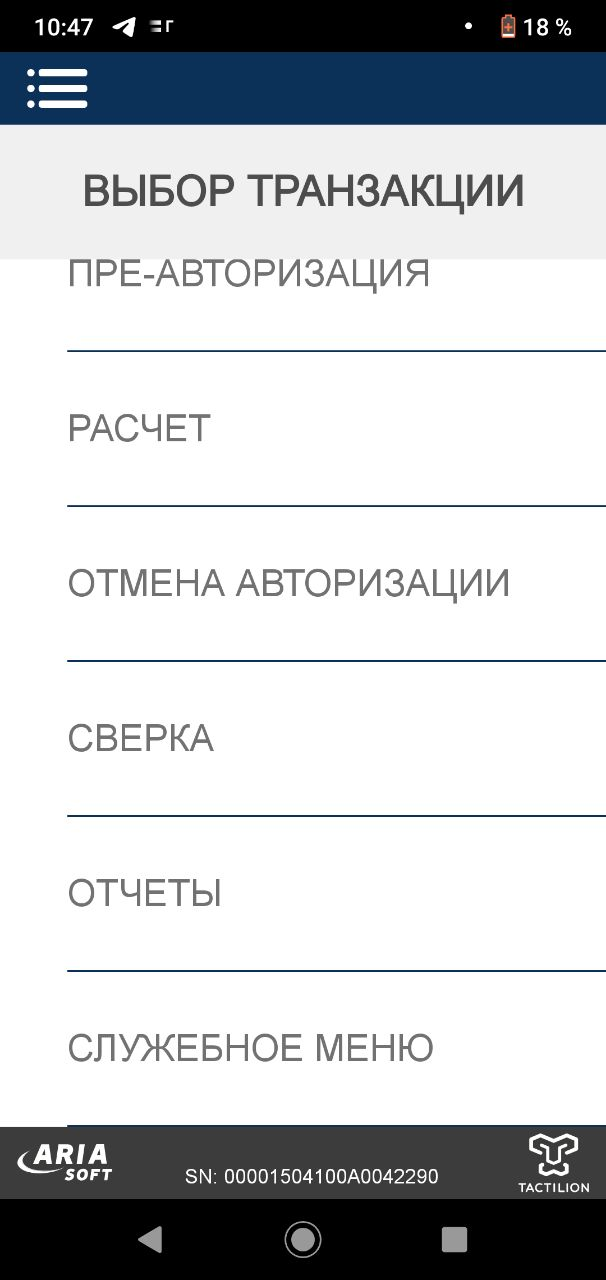 10:47
18 %
ВЫБОР ТРАНЗАКЦИИ
ПРЕ-АВТОРИЗАЦИЯ
РАСЧЕТ
ОТМЕНА АВТОРИЗАЦИИ
СВЕРКА
ОТЧЕТЫ
СЛУЖЕБНОЕ МЕНЮ
ARIA
SOFT
SN: 00001504100A0042290
TACTILION